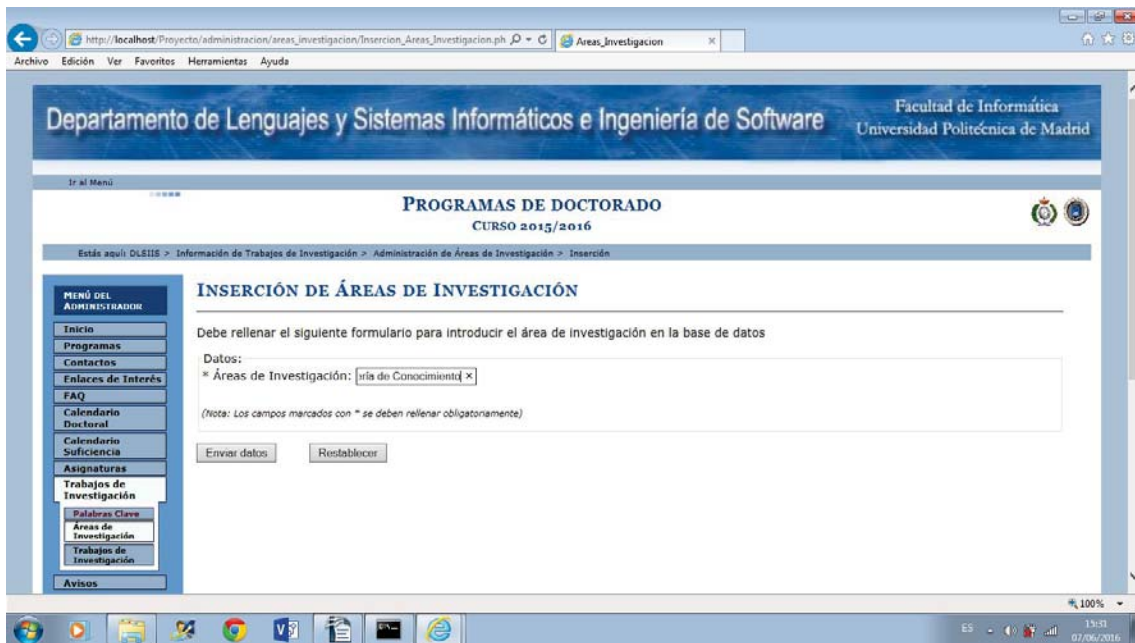 http://localhost/Proyecto/administracion/areas_investigacion/Insercion_Areas_Investigacion.ph
Areas_Investigacion
Archivo Edición Ver Favoritos Herramientas Ayuda
Departamento de Lenguajes y Sistemas Informáticos e Ingeniería de Software
Facultad de Informática
Universidad Politécnica de Madrid
Ir al Menú
PROGRAMAS DE DOCTORADO
CURSO 2015/2016
Estás aquí: DLSIIS > Información de Trabajos de Investigación > Administración de Áreas de Investigación > Inserción
MENÚ DEL
ADMINISTRADOR
Inicio
Programas
Contactos
Enlaces de Interés
FAQ
Calendario
Doctoral
Calendario
Suficiencia
Asignaturas
Trabajos de
Investigación
Palabras Clave
Áreas de
Investigación
Trabajos de
Investigación
Avisos
INSERCIÓN DE ÁREAS DE INVESTIGACIÓN
Debe rellenar el siguiente formulario para introducir el área de investigación en la base de datos
Datos:
* Áreas de Investigación: ería de Conocimiento ×
(Nota: Los campos marcados con * se deben rellenar obligatoriamente)
Enviar datos Restablecer
100%
ES 15:31
07/06/2016